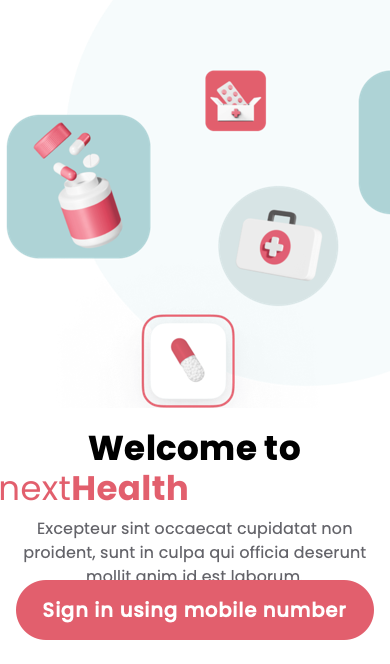 Welcome to
nextHealth
Excepteur sint occaecat cupidatat non
proident, sunt in culpa qui officia deserunt
mollit anim id est laborum.
Sign in using mobile number